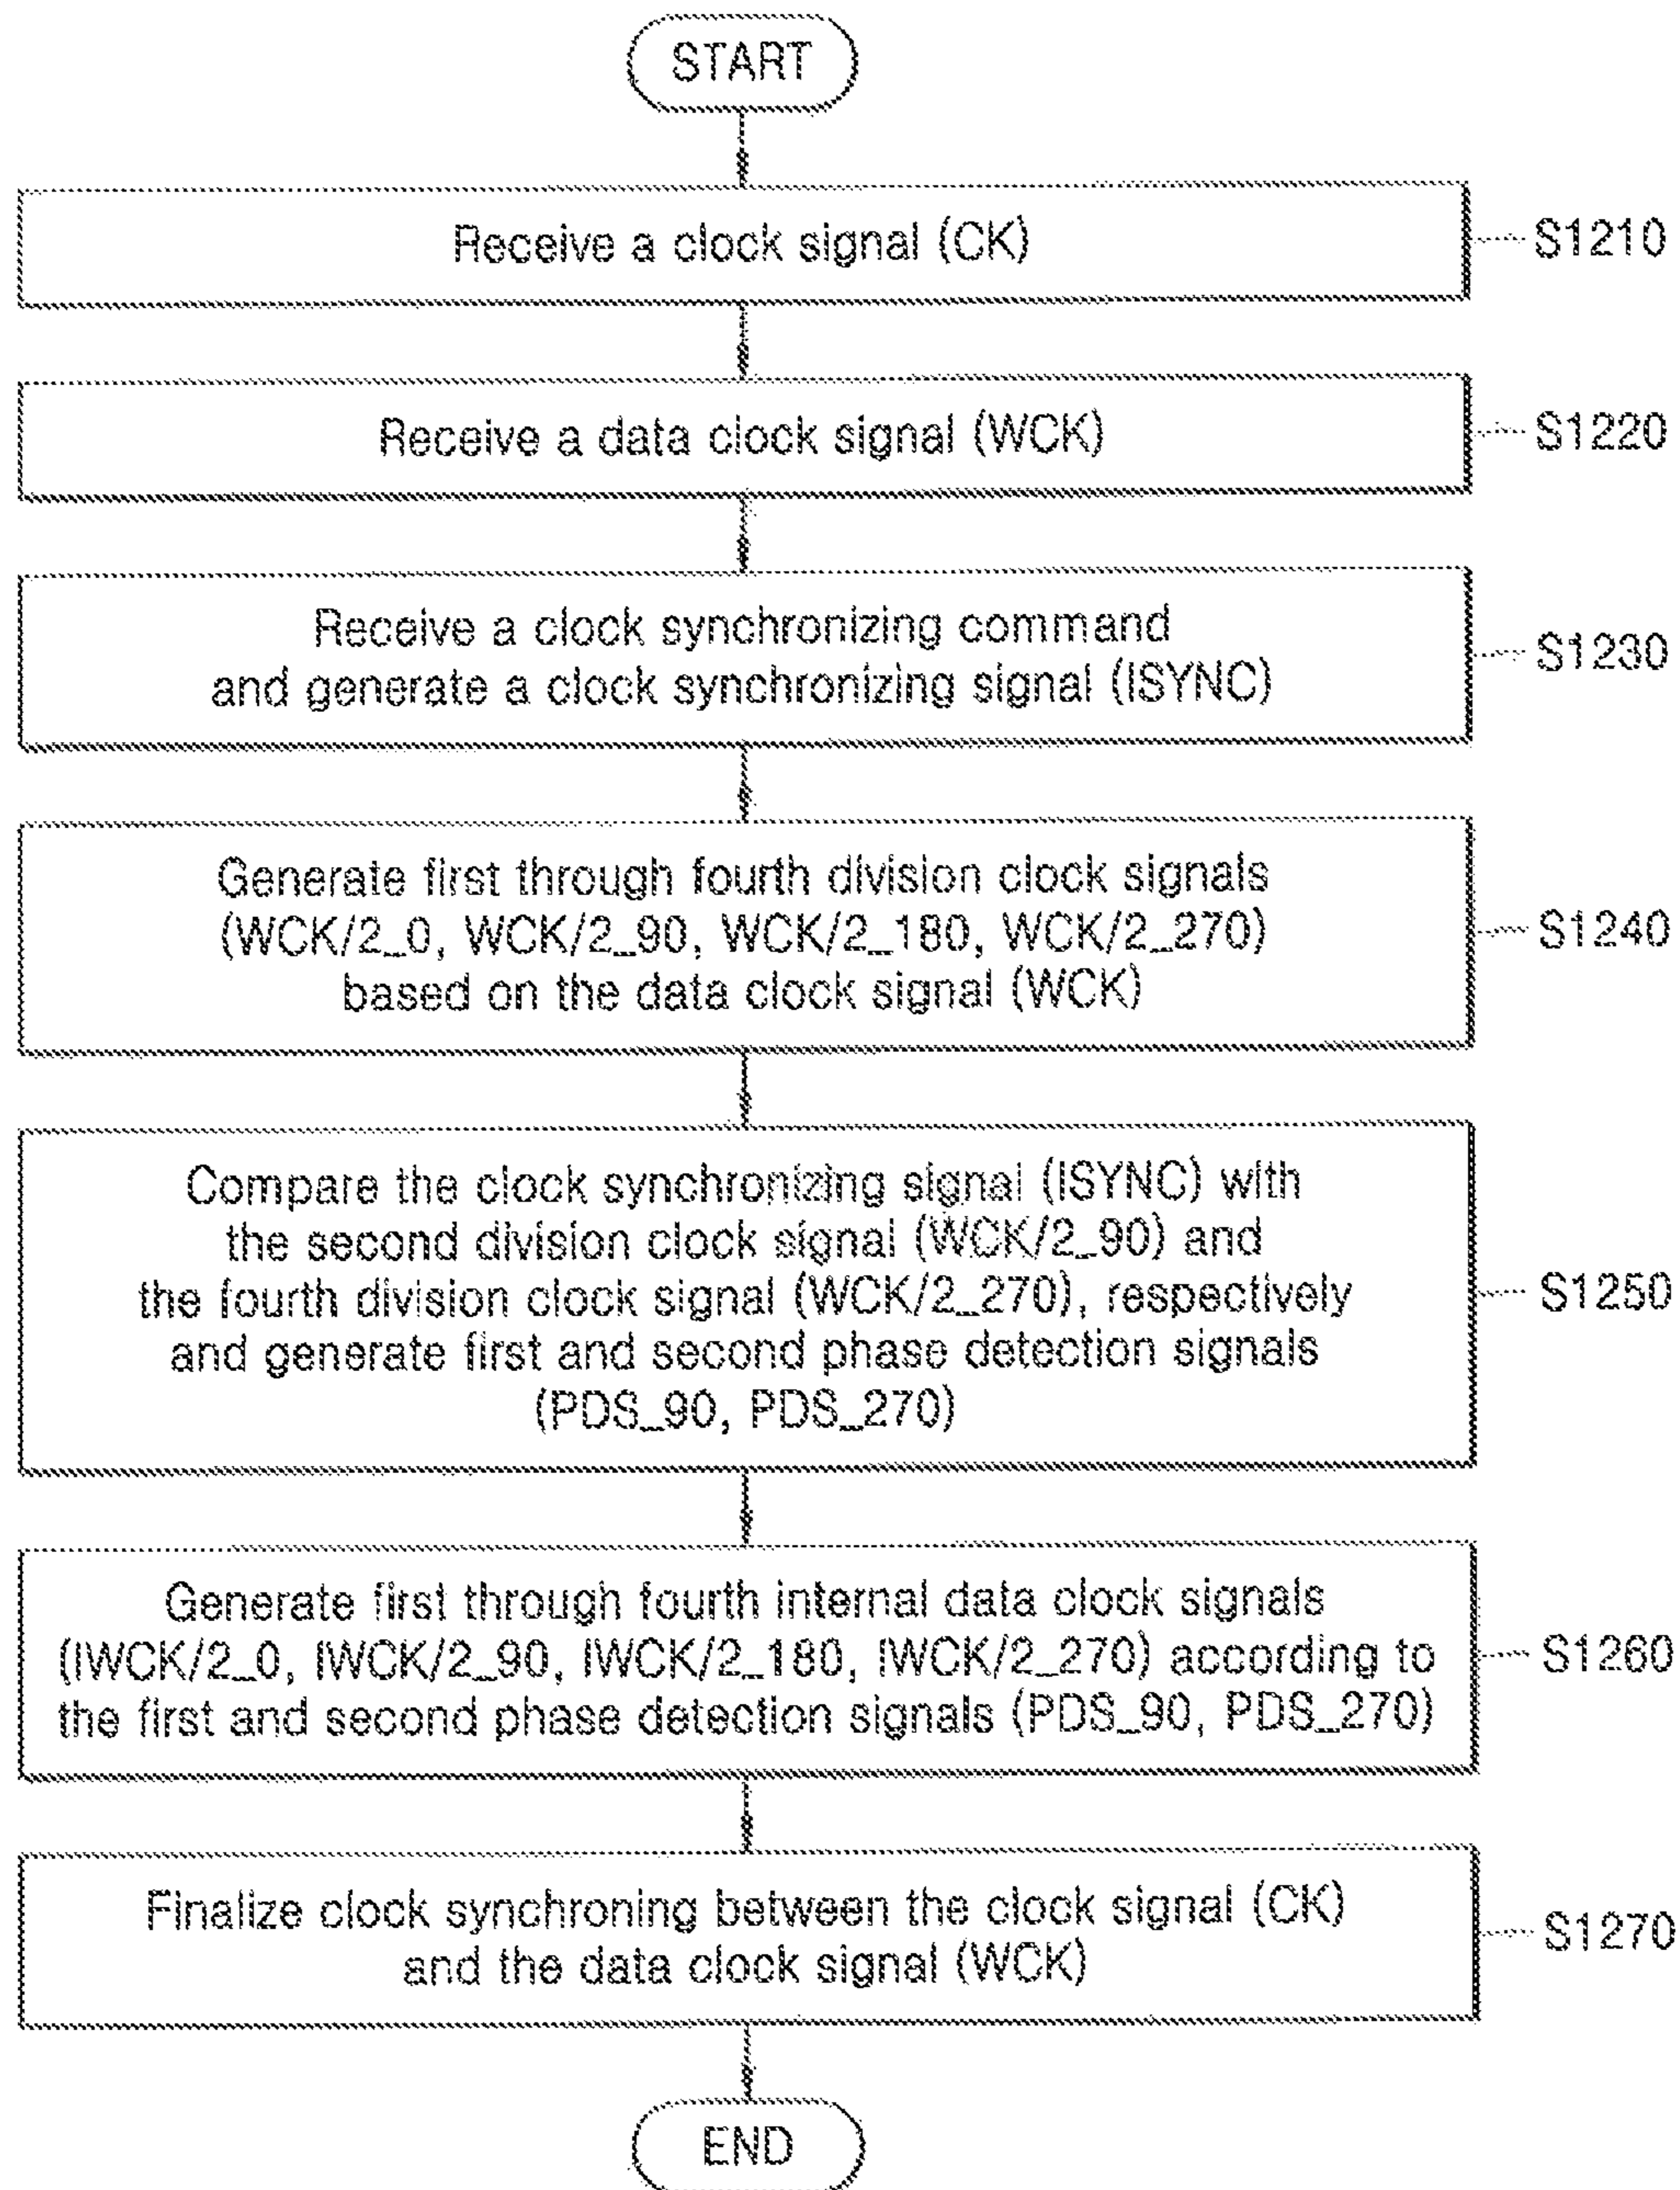 START
Receive a clock signal (CK)
S1210
Receive a data clock signal (WCK)
S1220
Receive a clock synchronizing command
and generate a clock synchronizing signal (ISYNC)
S1230
Generate first through fourth division clock signals
(WCK/2_0, WCK/2_90, WCK/2_180, WCK/2_270)
based on the data clock signal (WCK)
S1240
Compare the clock synchronizing signal (ISYNC) with
the second division clock signal (WCK/2_90) and
the fourth division clock signal (WCK/2_270), respectively
and generate first and second phase detection signals
(PDS_90, PDS_270)
S1250
Generate first through fourth internal data clock signals
(IWCK/2_0, IWCK/2_90, IWCK/2_180, IWCK/2_270) according to
the first and second phase detection signals (PDS_90, PDS_270)
S1260
Finalize clock synchroning between the clock signal (CK)
and the data clock signal (WCK)
S1270
END